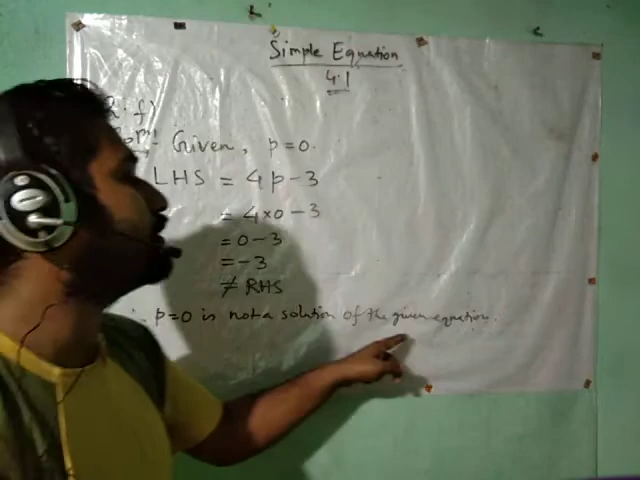 Simple Equation
4.1
f)
Given, p=0.
LHS = 4p-3
= 4×0-3
= 0-3
= -3
≠ RHS
∴ p=0 is not a solution of the given equation.